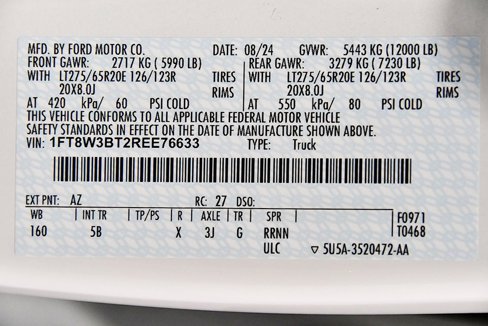 MFD. BY FORD MOTOR CO. DATE: 08/24 GVWR: 5443 KG (12000 LB)
FRONT GAWR: 2717 KG ( 5990 LB) REAR GAWR: 3279 KG ( 7230 LB)
WITH LT275/65R20E 126/123R TIRES WITH LT275/65R20E 126/123R TIRES
20X8.0J RIMS 20X8.0J RIMS
AT 420 kPa/ 60 PSI COLD AT 550 kPa/ 80 PSI COLD
THIS VEHICLE CONFORMS TO ALL APPLICABLE FEDERAL MOTOR VEHICLE
SAFETY STANDARDS IN EFFECT ON THE DATE OF MANUFACTURE SHOWN ABOVE.
VIN: 1FT8W3BT2REE76633 TYPE: Truck
EXT PNT: AZ RC: 27 DSO:
WB INT TR TP/PS R AXLE TR SPR F0971
160 5B X 3J G RRNN T0468
ULC ▽ 5U5A-3520472-AA